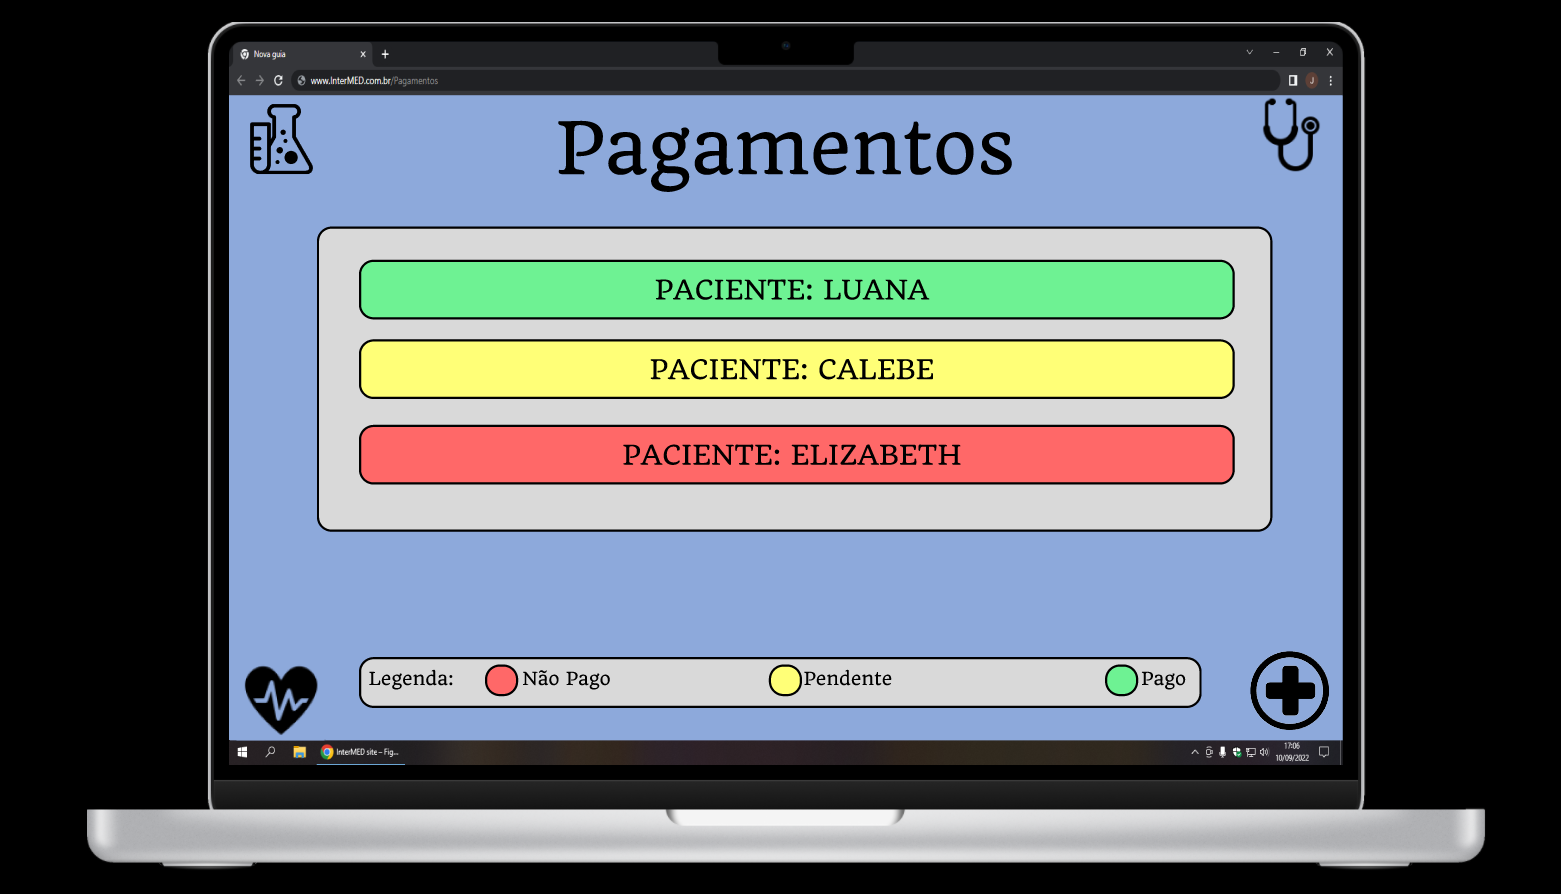 Nova guia
www.InterMED.com.br/Pagamentos
J
Pagamentos
PACIENTE: LUANA
PACIENTE: CALEBE
PACIENTE: ELIZABETH
Legenda: Não Pago Pendente Pago
InterMED site – Fig...
17:06
10/09/2022